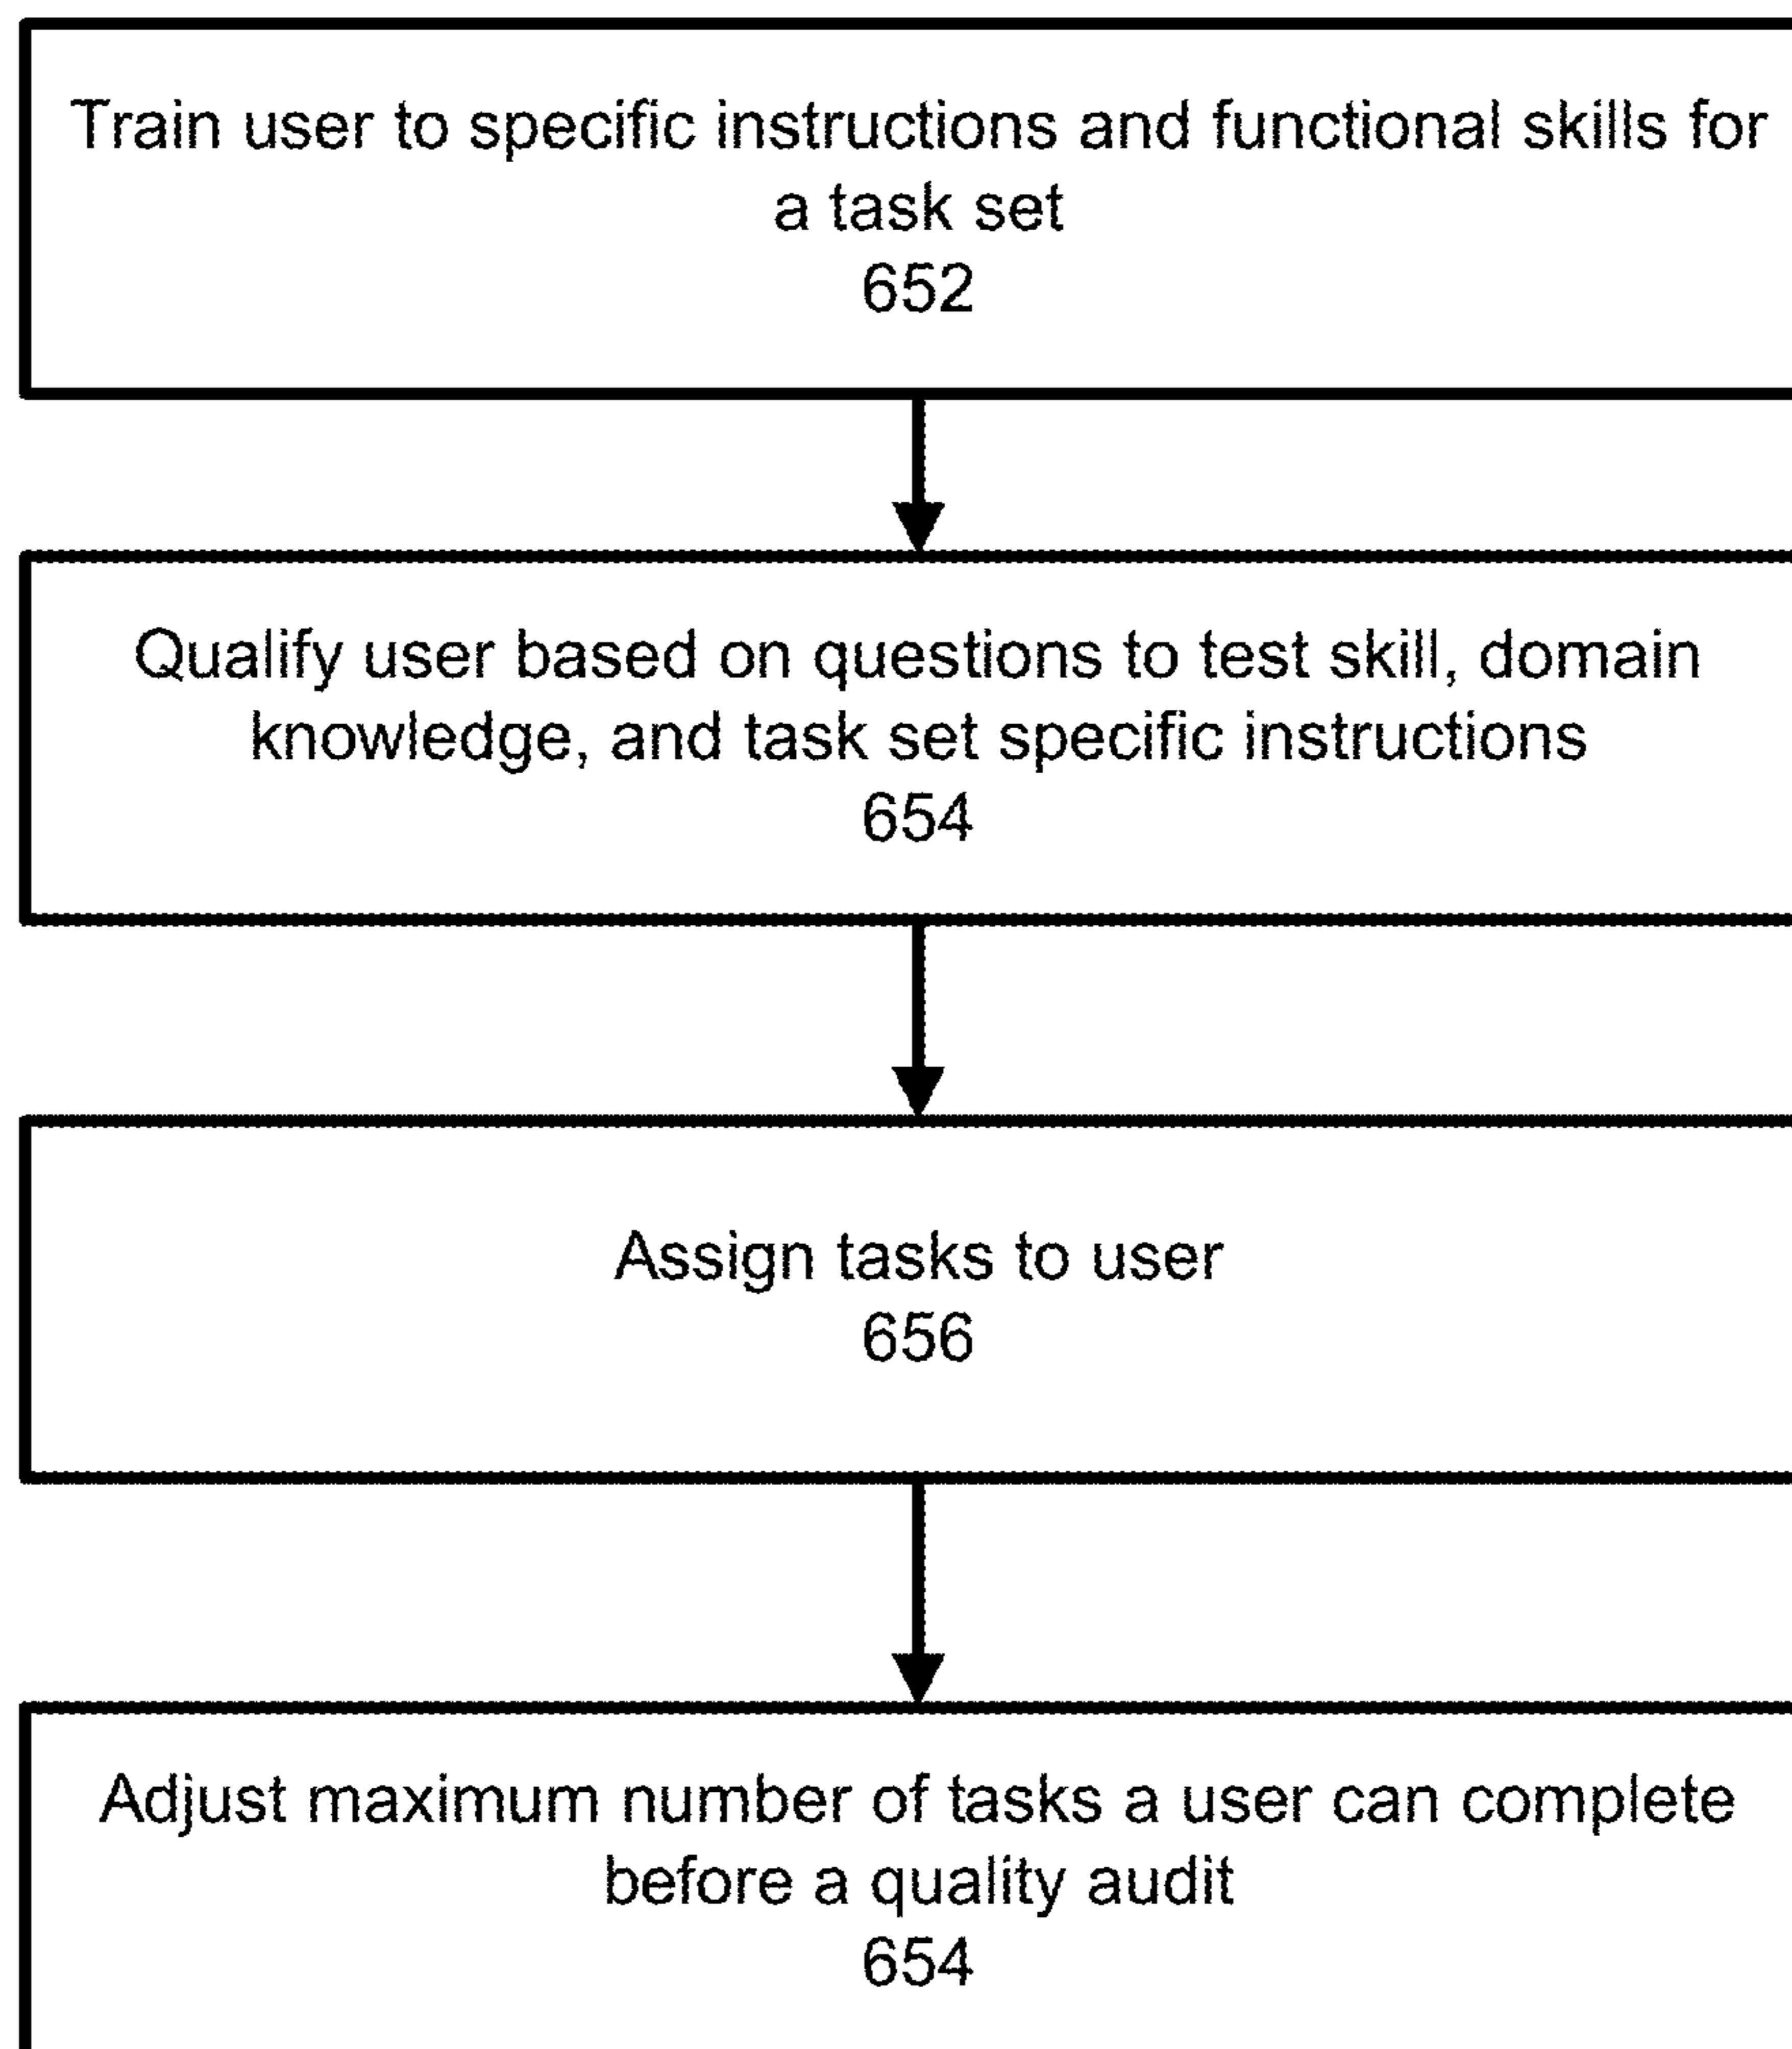 Train user to specific instructions and functional skills for
a task set
652
Qualify user based on questions to test skill, domain
knowledge, and task set specific instructions
654
Assign tasks to user
656
Adjust maximum number of tasks a user can complete
before a quality audit
654